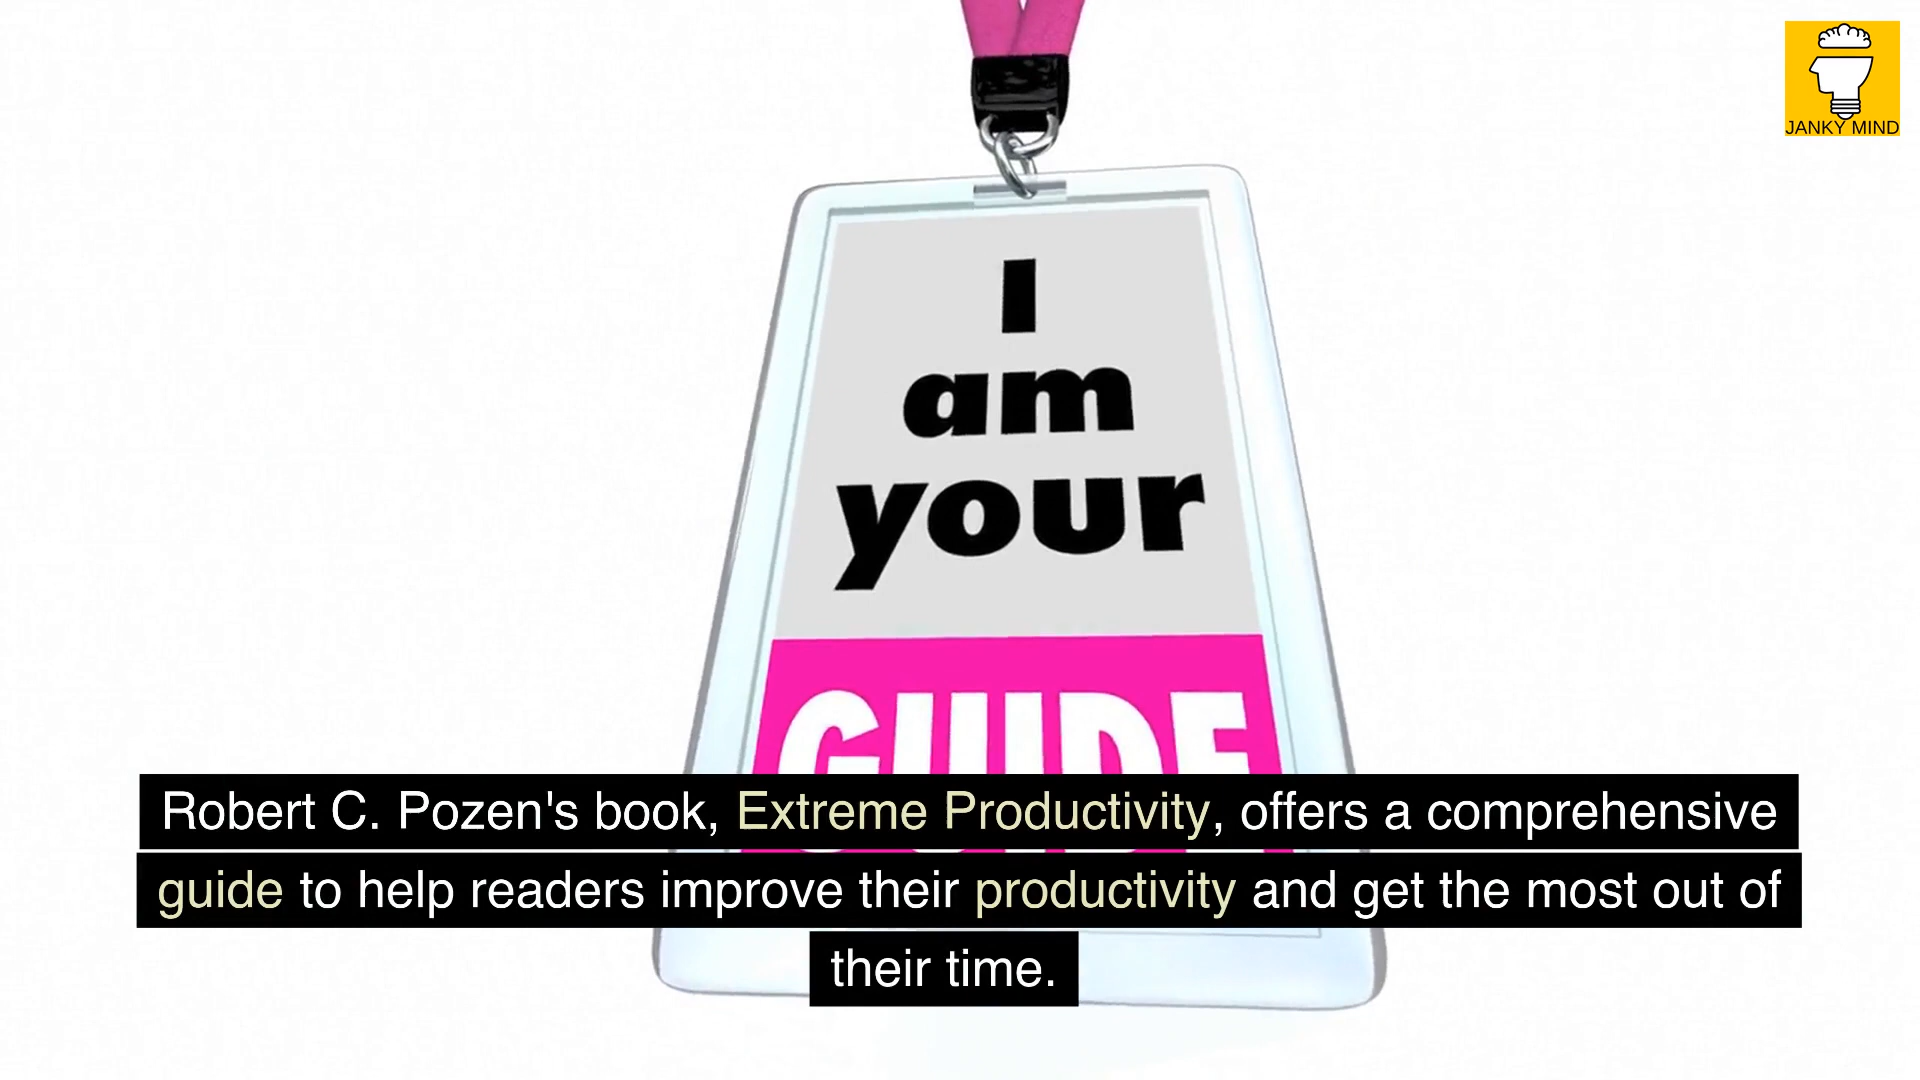 JANKY MIND
I
am
your
GUIDE
Robert C. Pozen's book, Extreme Productivity, offers a comprehensive
guide to help readers improve their productivity and get the most out of
their time.